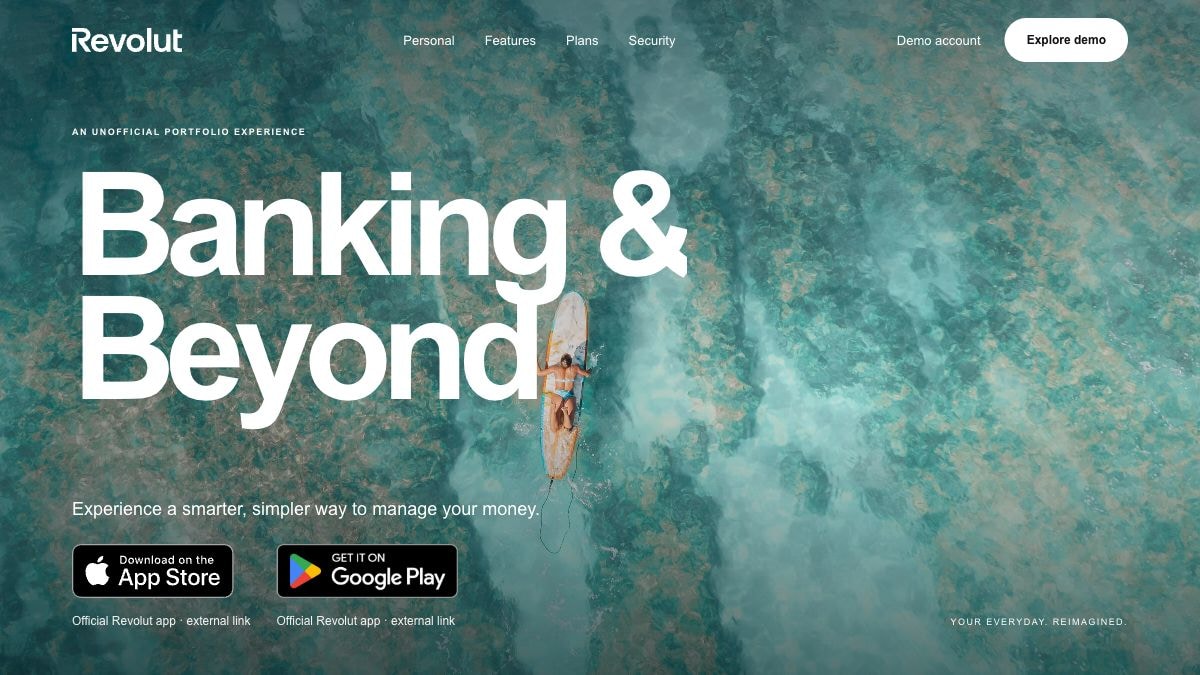 Revolut
Personal Features Plans Security
Demo account Explore demo
AN UNOFFICIAL PORTFOLIO EXPERIENCE
Banking &
Beyond
Experience a smarter, simpler way to manage your money.
Download on the
App Store
GET IT ON
Google Play
Official Revolut app · external link
Official Revolut app · external link
YOUR EVERYDAY. REIMAGINED.